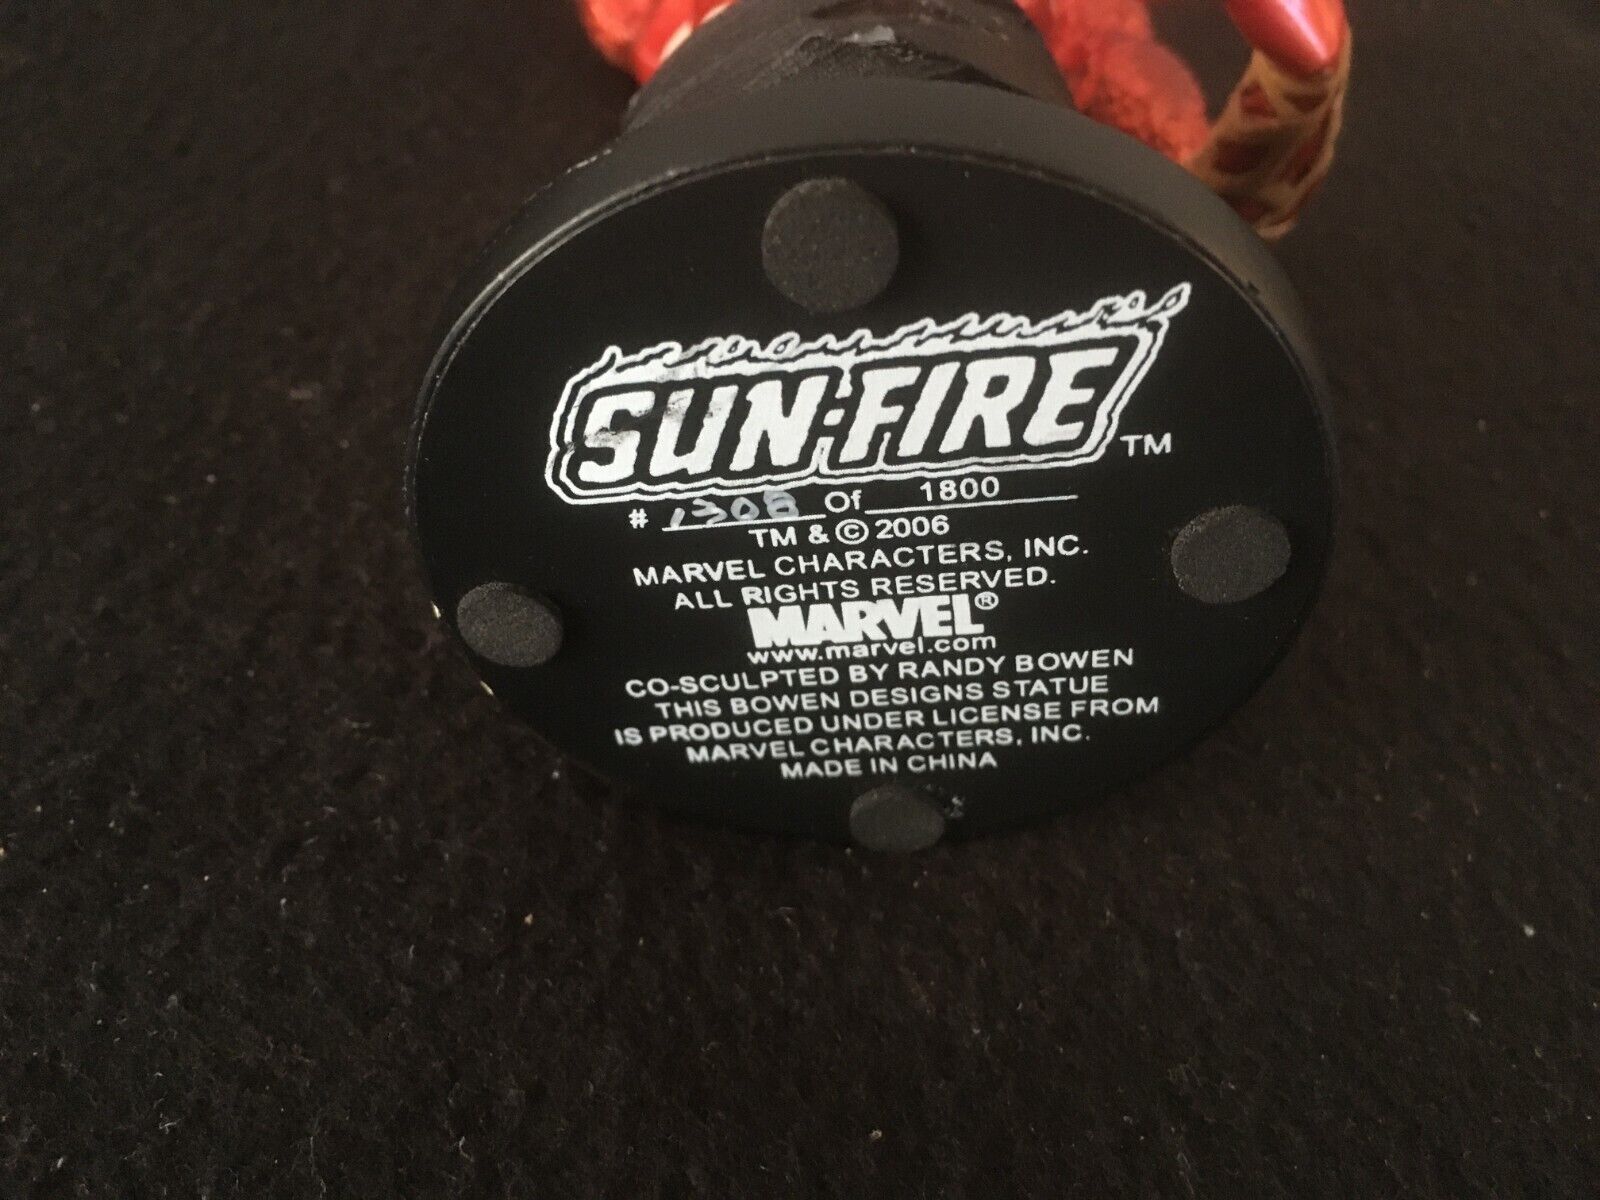 SUN-FIRE TM
# 1308 Of 1800
TM & © 2006
MARVEL CHARACTERS, INC.
ALL RIGHTS RESERVED.
MARVEL®
www.marvel.com
CO-SCULPTED BY RANDY BOWEN
THIS BOWEN DESIGNS STATUE
IS PRODUCED UNDER LICENSE FROM
MARVEL CHARACTERS, INC.
MADE IN CHINA